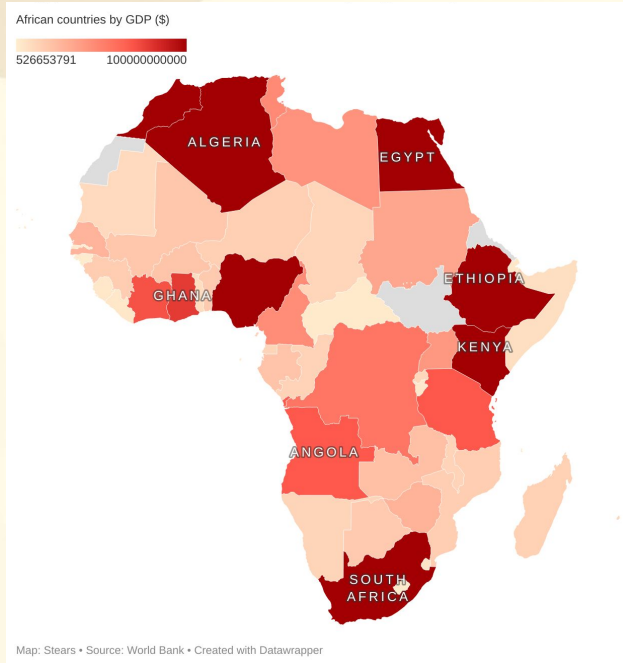 African countries by GDP ($)
526653791 100000000000
ALGERIA
EGYPT
ETHIOPIA
GHANA
KENYA
ANGOLA
SOUTH
AFRICA
Map: Stears • Source: World Bank • Created with Datawrapper